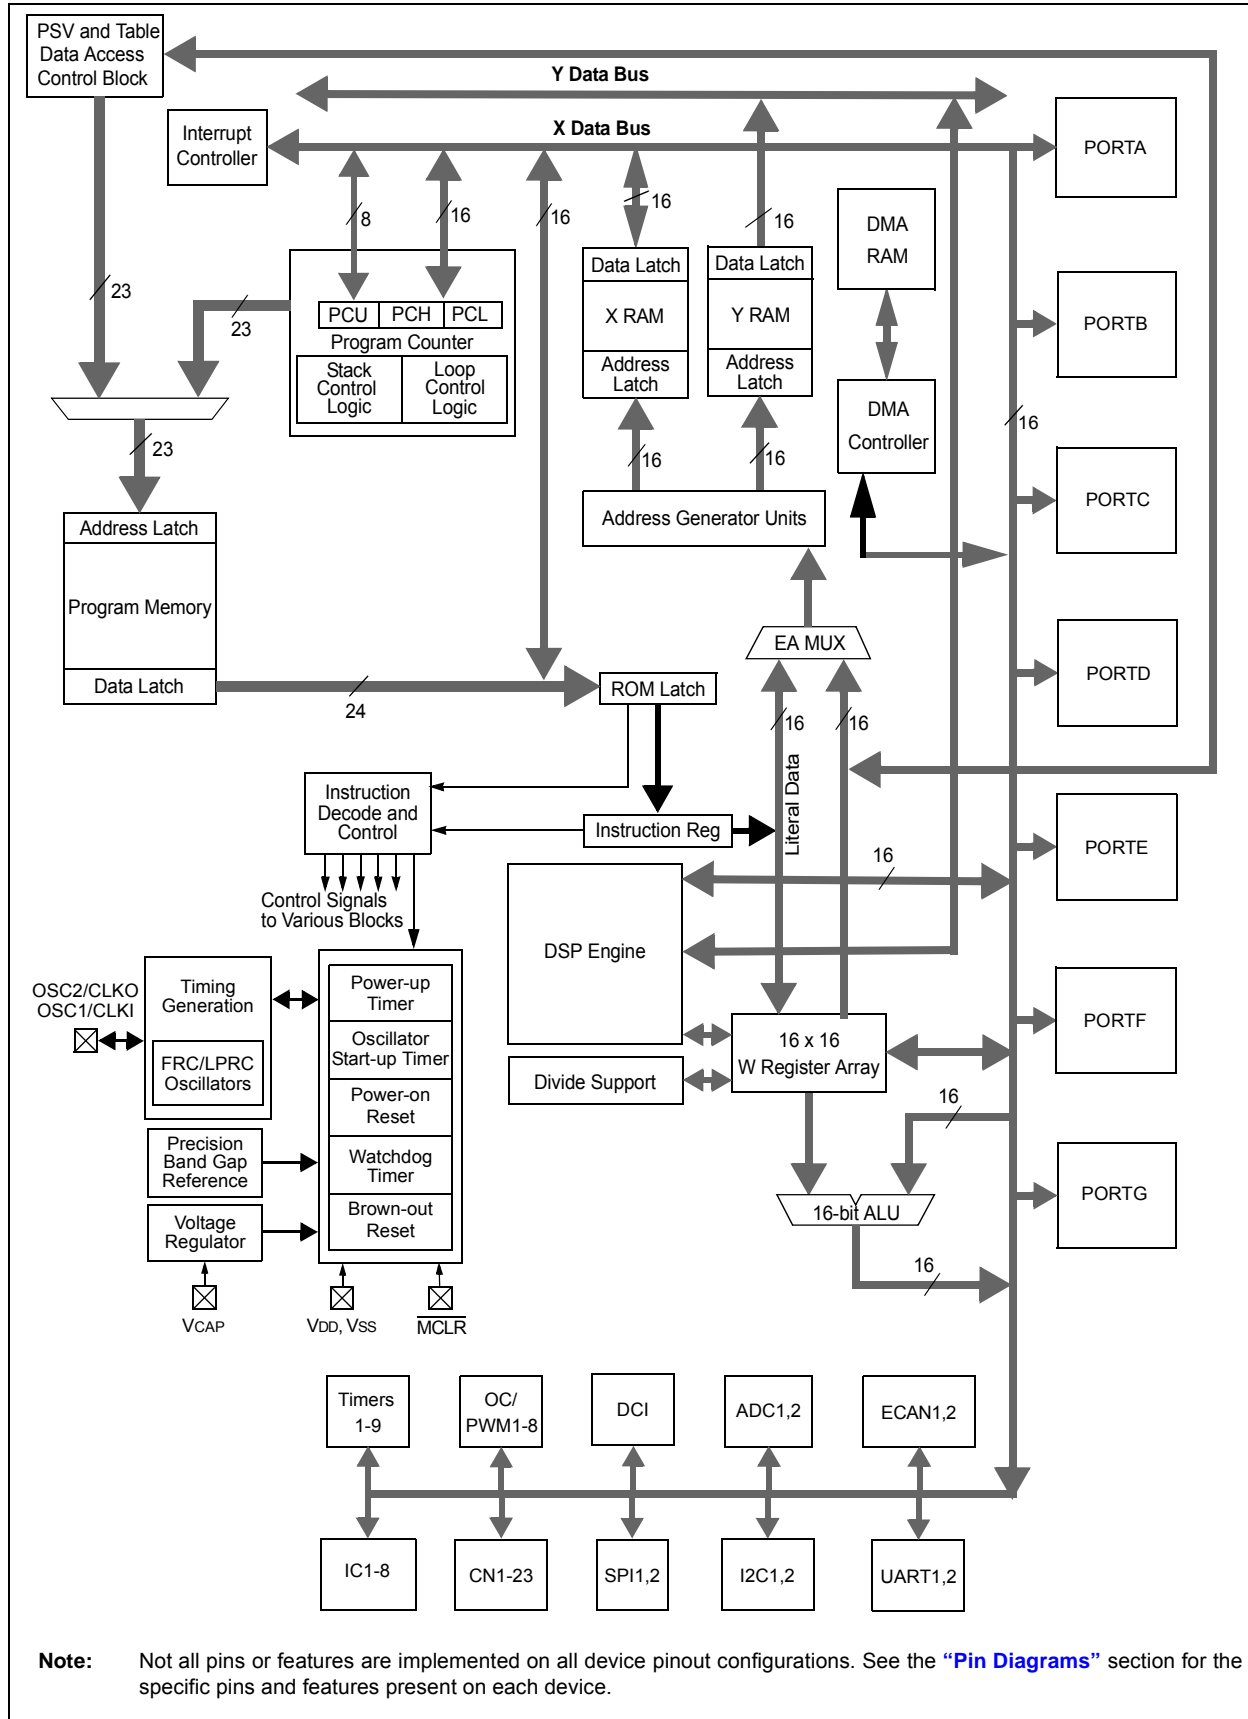 PSV and Table
Data Access
Control Block
Y Data Bus
Interrupt
Controller
X Data Bus
PORTA
8
16
16
16
16
DMA
RAM
23
23
Data Latch
Data Latch
PCU
PCH
PCL
Program Counter
X RAM
Y RAM
PORTB
Stack
Control
Logic
Loop
Control
Logic
Address
Latch
Address
Latch
DMA
Controller
16
23
16
16
PORTC
Address Latch
Address Generator Units
Program Memory
EA MUX
PORTD
Data Latch
24
ROM Latch
16
16
Literal Data
Instruction
Decode and
Control
Instruction Reg
PORTE
16
Control Signals
to Various Blocks
DSP Engine
OSC2/CLKO
OSC1/CLKI
Timing
Generation
FRC/LPRC
Oscillators
Power-up
Timer
Oscillator
Start-up Timer
Power-on
Reset
Watchdog
Timer
Brown-out
Reset
16 x 16
W Register Array
PORTF
Divide Support
16
Precision
Band Gap
Reference
Voltage
Regulator
16-bit ALU
PORTG
16
VCAP
VDD, VSS
MCLR
Timers
1-9
OC/
PWM1-8
DCI
ADC1,2
ECAN1,2
IC1-8
CN1-23
SPI1,2
I2C1,2
UART1,2
Note: Not all pins or features are implemented on all device pinout configurations. See the “Pin Diagrams” section for the
specific pins and features present on each device.